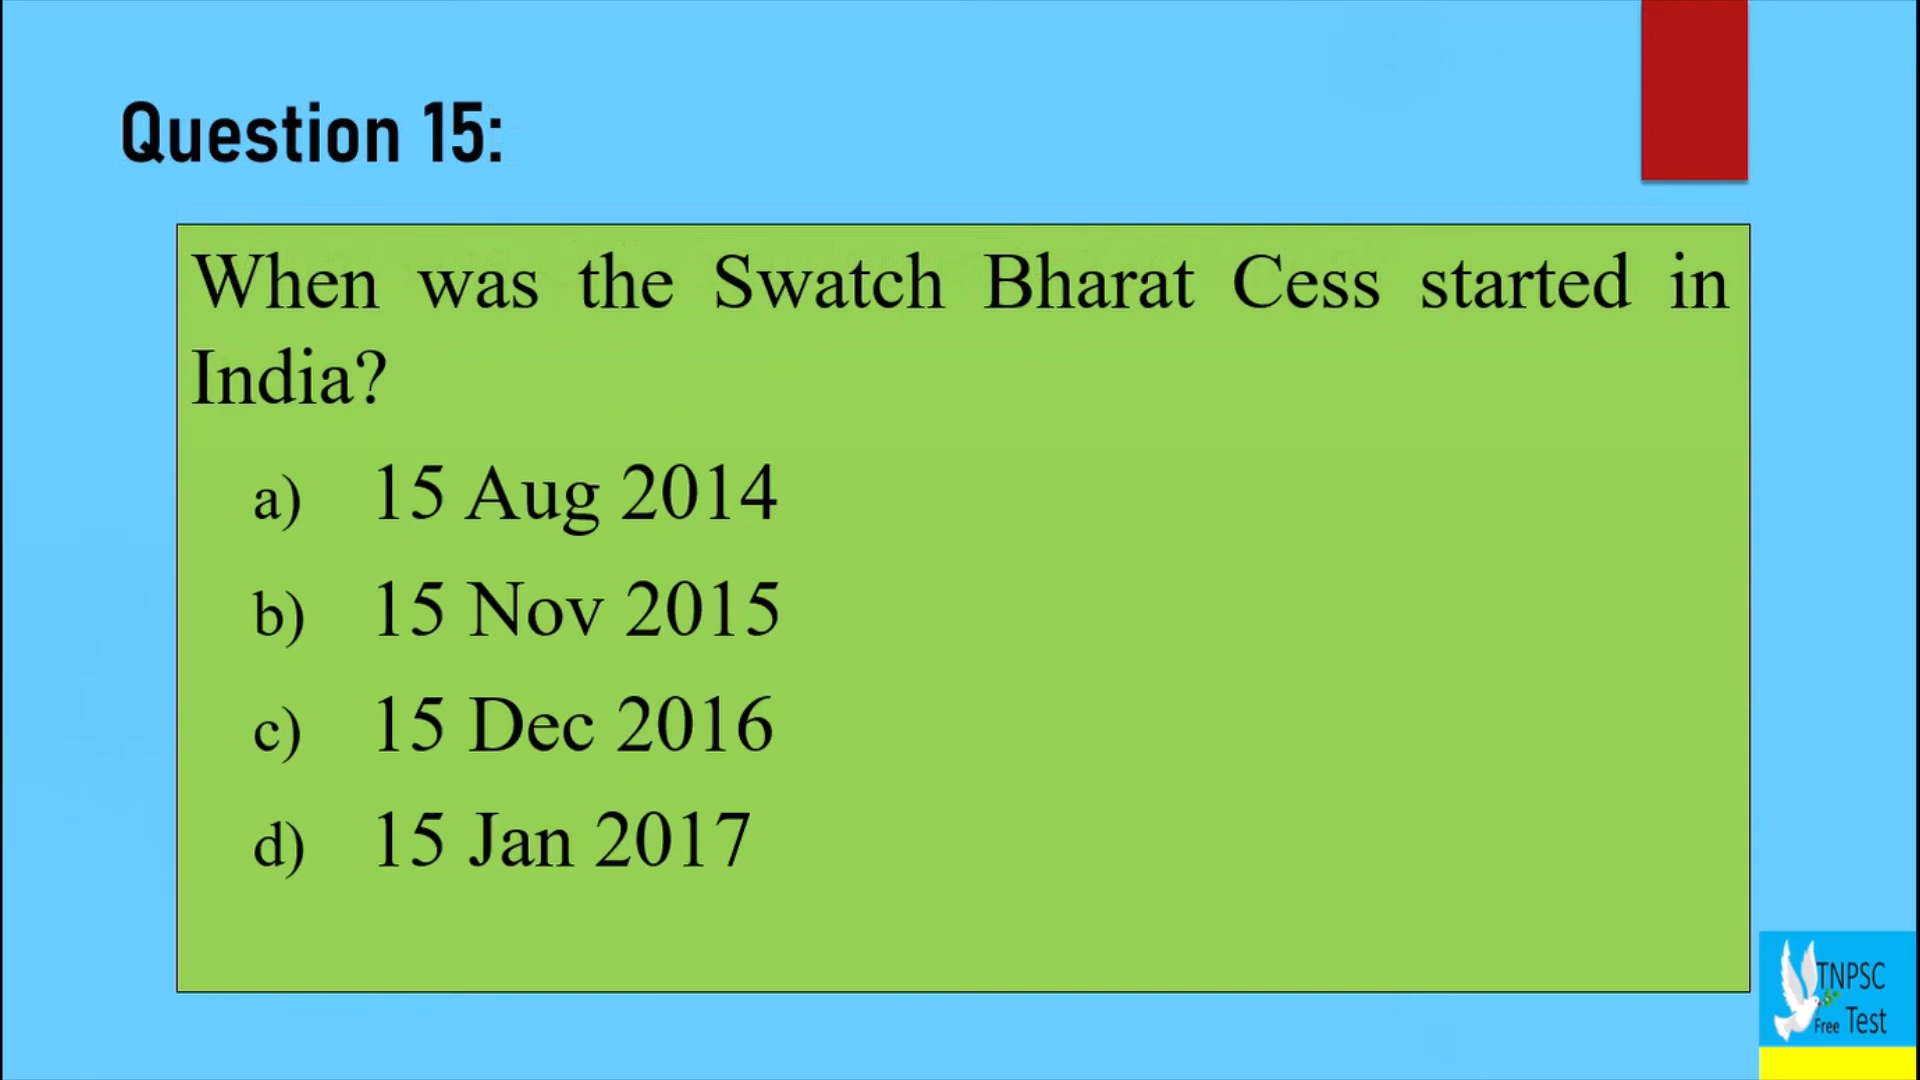 Question 15:
When was the Swatch Bharat Cess started in
India?
a) 15 Aug 2014
b) 15 Nov 2015
c) 15 Dec 2016
d) 15 Jan 2017
TNPSC
Free Test